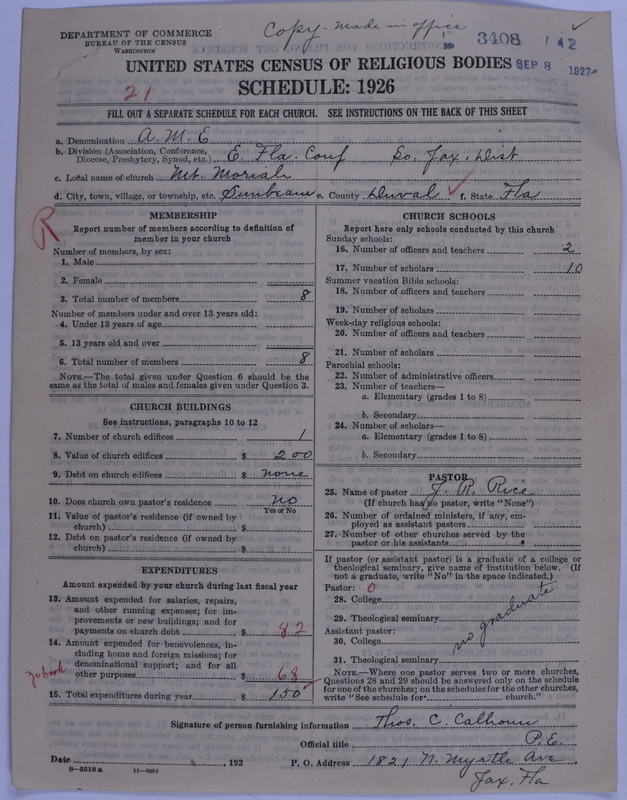 Copy - made in office
DEPARTMENT OF COMMERCE
BUREAU OF THE CENSUS
WASHINGTON
3408 1 42
UNITED STATES CENSUS OF RELIGIOUS BODIES SEP 8 1927
SCHEDULE: 1926
21
FILL OUT A SEPARATE SCHEDULE FOR EACH CHURCH. SEE INSTRUCTIONS ON THE BACK OF THIS SHEET
a. Denomination A. M. E
b. Division (Association, Conference, Diocese, Presbytery, Synod, etc.) E. Fla. Conf So. Jax. Dist
c. Local name of church Mt. Moriah
d. City, town, village, or township, etc. Sunbeam e. County Duval f. State Fla
R
MEMBERSHIP
Report number of members according to definition of
member in your church
Number of members, by sex:
1. Male
2. Female
3. Total number of members 8
Number of members under and over 13 years old:
4. Under 13 years of age
5. 13 years old and over
6. Total number of members 8
NOTE.—The total given under Question 6 should be the
same as the total of males and females given under Question 3.
CHURCH BUILDINGS
See instructions, paragraphs 10 to 12
7. Number of church edifices 1
8. Value of church edifices $ 200
9. Debt on church edifices $ none
10. Does church own pastor's residence no
Yes or No
11. Value of pastor's residence (if owned by
church) $
12. Debt on pastor's residence (if owned by
church) $
EXPENDITURES
Amount expended by your church during last fiscal year
13. Amount expended for salaries, repairs,
and other running expenses; for im-
provements or new buildings; and for
payments on church debt $ 82
14. Amount expended for benevolences, in-
cluding home and foreign missions; for
denominational support; and for all
other purposes $ 68
15. Total expenditures during year $ 150
CHURCH SCHOOLS
Report here only schools conducted by this church
Sunday schools:
16. Number of officers and teachers 2
17. Number of scholars 10
Summer vacation Bible schools:
18. Number of officers and teachers
19. Number of scholars
Week-day religious schools:
20. Number of officers and teachers
21. Number of scholars
Parochial schools:
22. Number of administrative officers
23. Number of teachers—
a. Elementary (grades 1 to 8)
b. Secondary
24. Number of scholars—
a. Elementary (grades 1 to 8)
b. Secondary
PASTOR
25. Name of pastor J. R. Rice
(If church has no pastor, write "None")
26. Number of ordained ministers, if any, em-
ployed as assistant pastors
27. Number of other churches served by the
pastor or his assistants
If pastor (or assistant pastor) is a graduate of a college or
theological seminary, give name of institution below. (If
not a graduate, write "No" in the space indicated.)
Pastor: 0
28. College
29. Theological seminary
no graduate
Assistant pastor:
30. College
31. Theological seminary
NOTE.—Where one pastor serves two or more churches,
Questions 28 and 29 should be answered only on the schedule
for one of the churches; on the schedules for the other churches,
write "See schedule for church."
Signature of person furnishing information Thos. C. Calhoun
Official title P.E.
Date , 192 P. O. Address 1821 N. Myrtle Ave
Jax. Fla
8—5518 a 11—9054